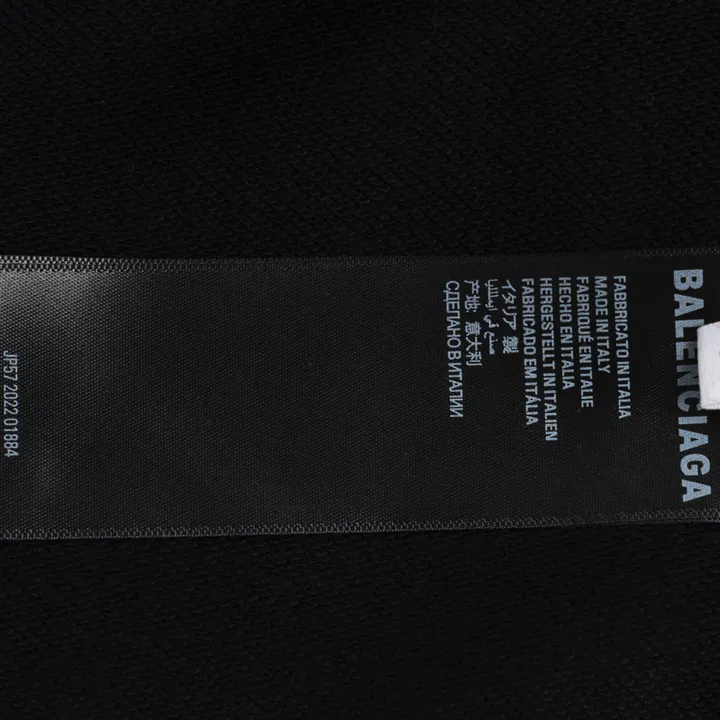 BALENCIAGA
FABBRICATO IN ITALIA
MADE IN ITALY
FABRIQUÉ EN ITALIE
HECHO EN ITALIA
HERGESTELLT IN ITALIEN
FABRICADO EM ITÁLIA
イタリア 製
صنع في إيطاليا
产地: 意大利
СДЕЛАНО В ИТАЛИИ
JP57 2022 01884